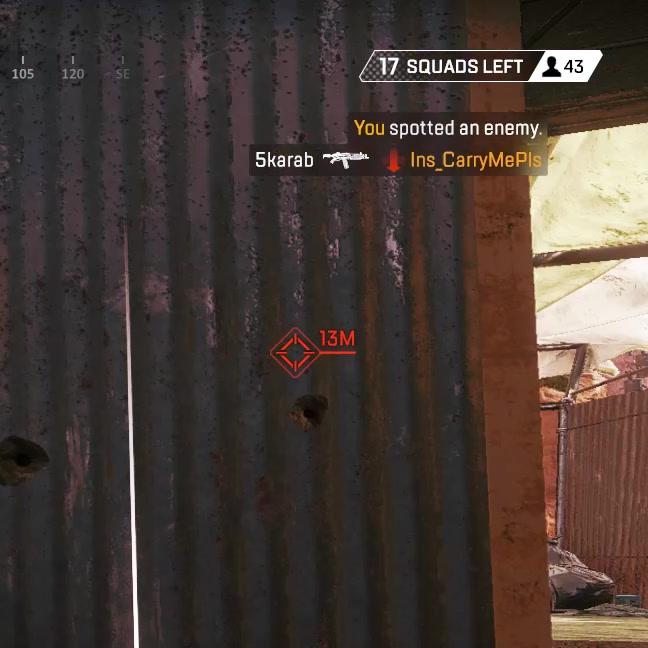 17 SQUADS LEFT 43
105 120 SE
You spotted an enemy.
5karab Ins_CarryMePls
13M